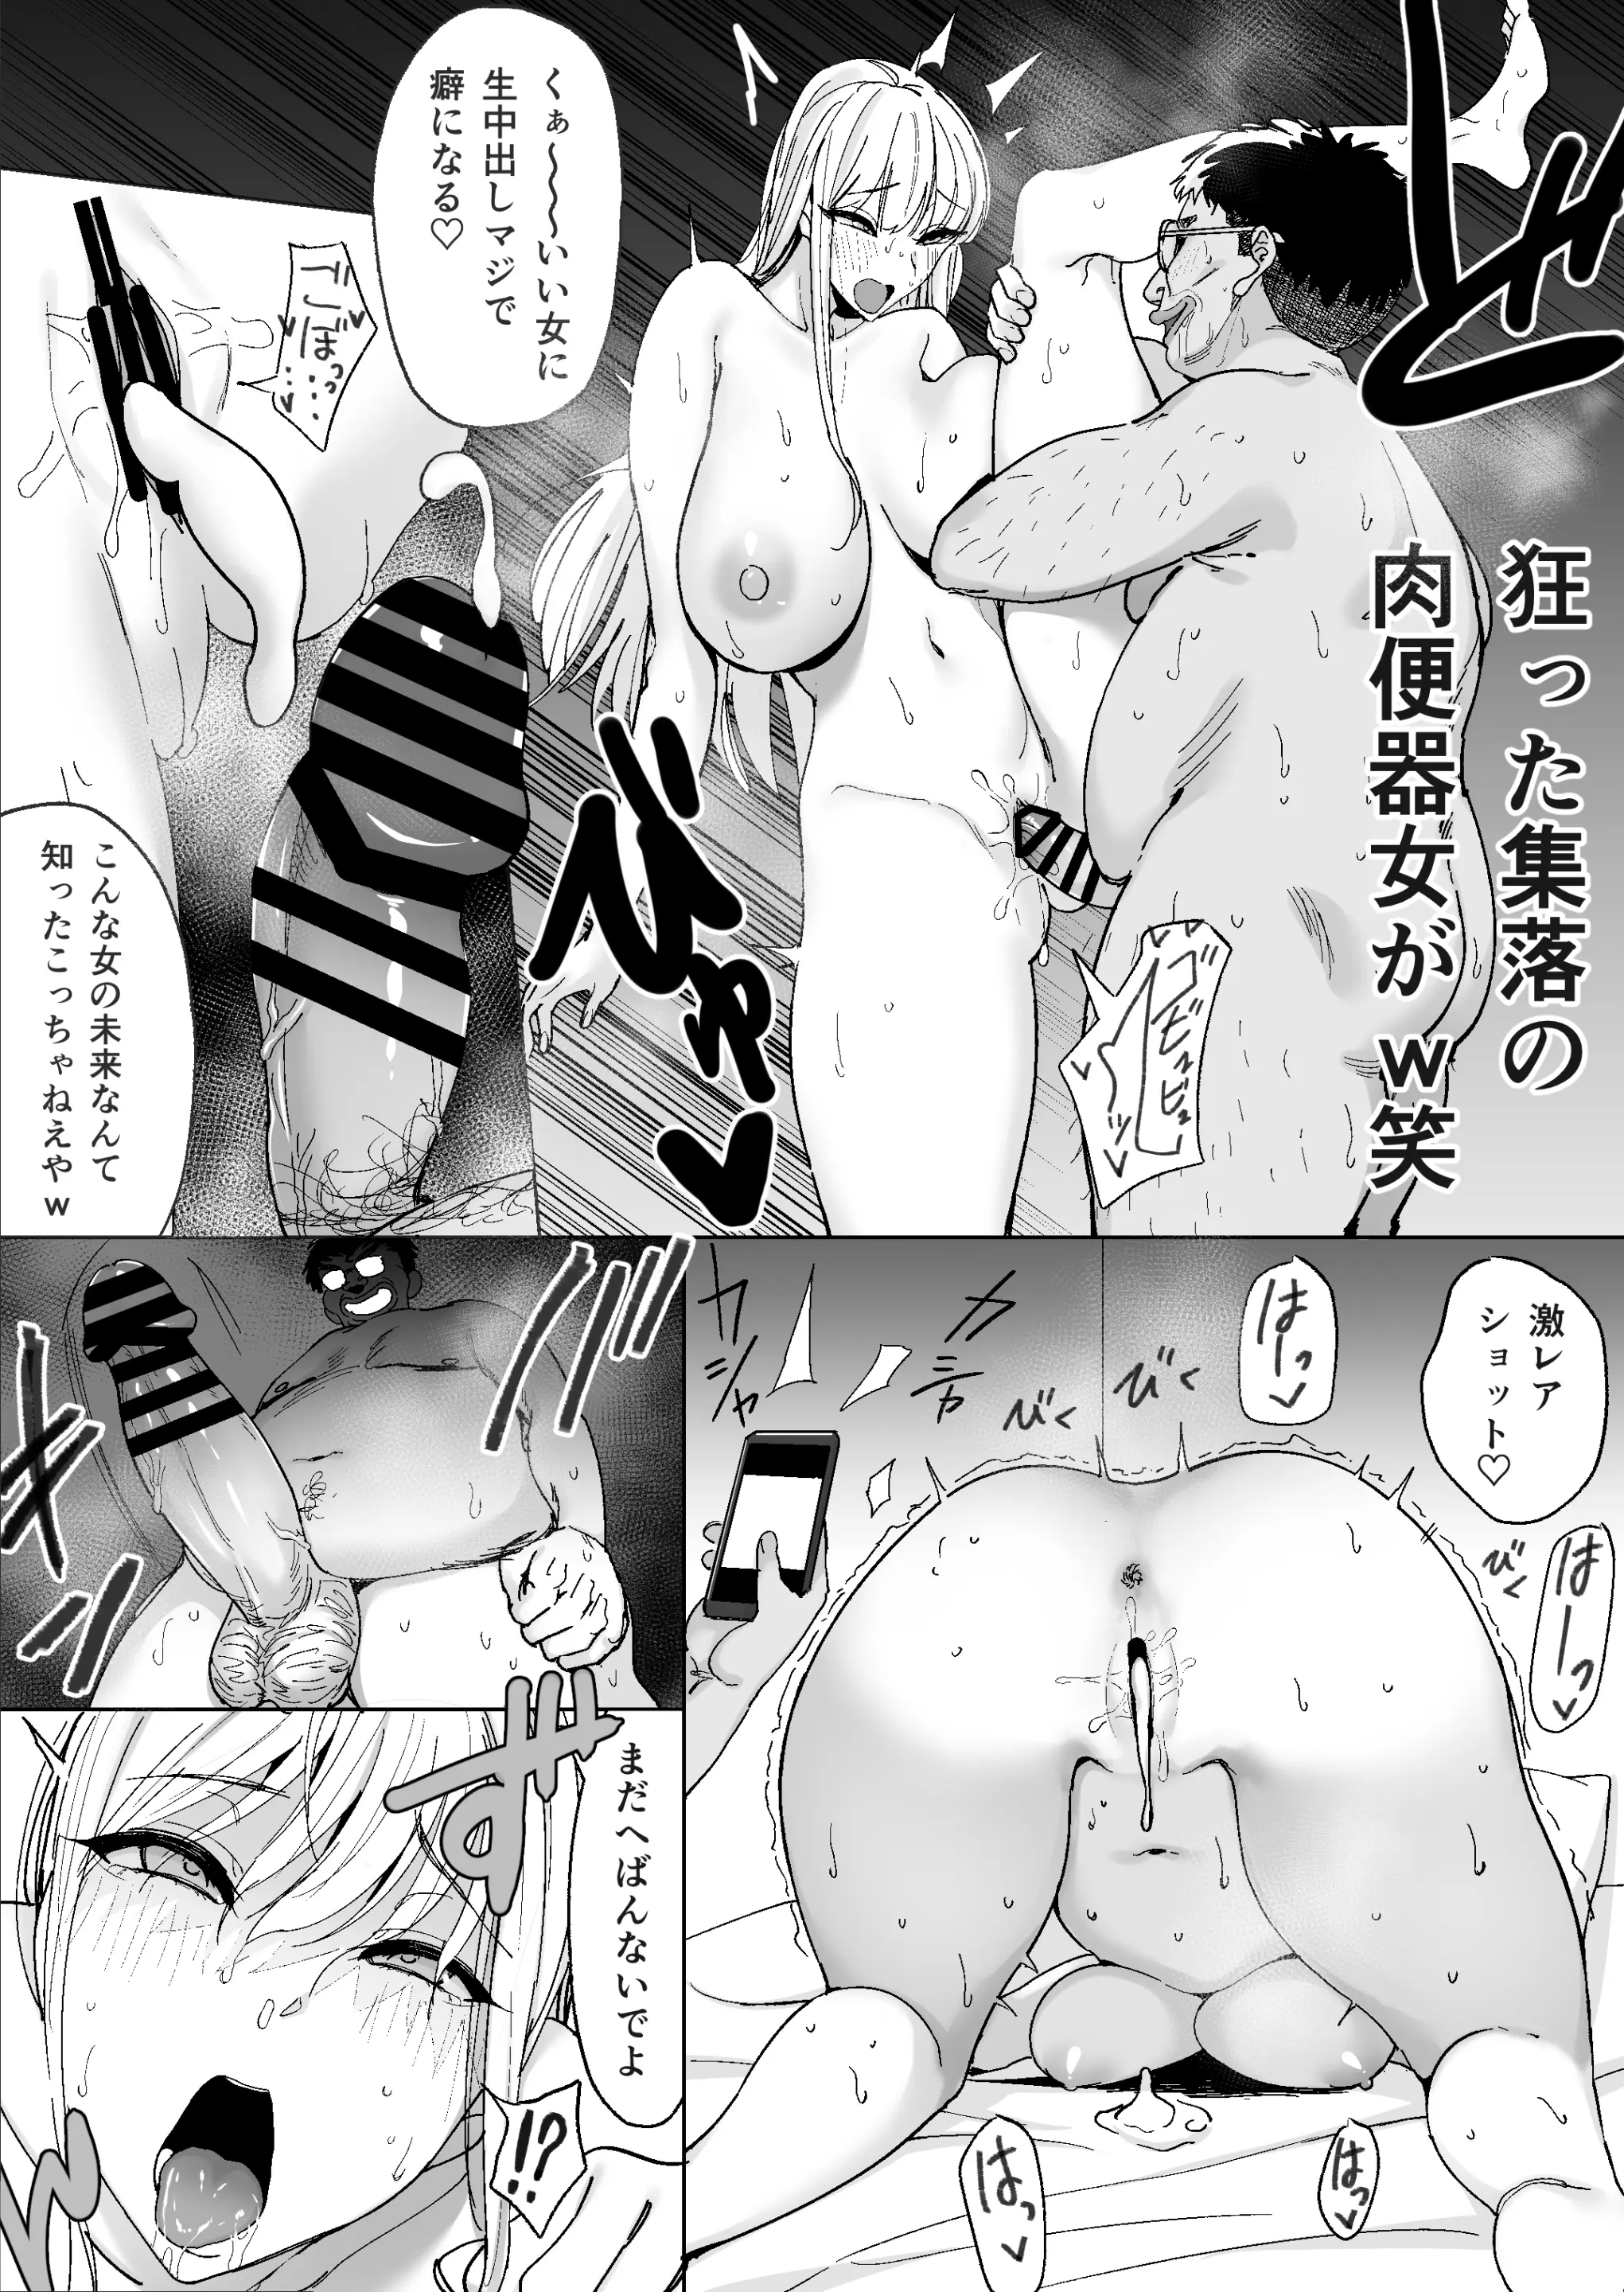 狂った集落の
肉便器女がw笑
くぁ〜〜〜いい女に
生中出しマジで
癖になる♡
ゴビュビュ
ーーーッ
びゅ♥
ごぽっ…
こんな女の未来なんて
知ったこっちゃねえやw
激レア
ショット♡
はーっ
びくびく
カシャ
カシャ
はーっ
びく
はっ
はっ
まだへばんないでよ
!?